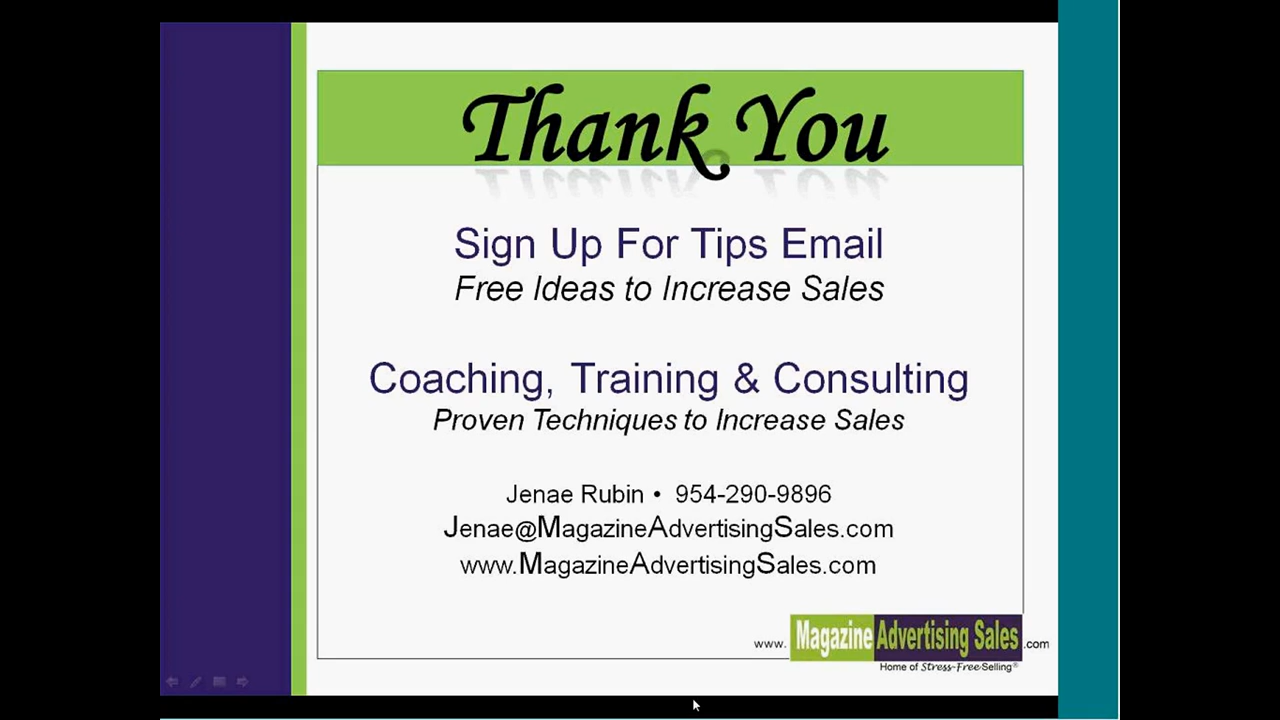 Thank You
Sign Up For Tips Email
Free Ideas to Increase Sales
Coaching, Training & Consulting
Proven Techniques to Increase Sales
Jenae Rubin • 954-290-9896
Jenae@MagazineAdvertisingSales.com
www.MagazineAdvertisingSales.com
www. Magazine Advertising Sales .com
Home of Stress-Free Selling®